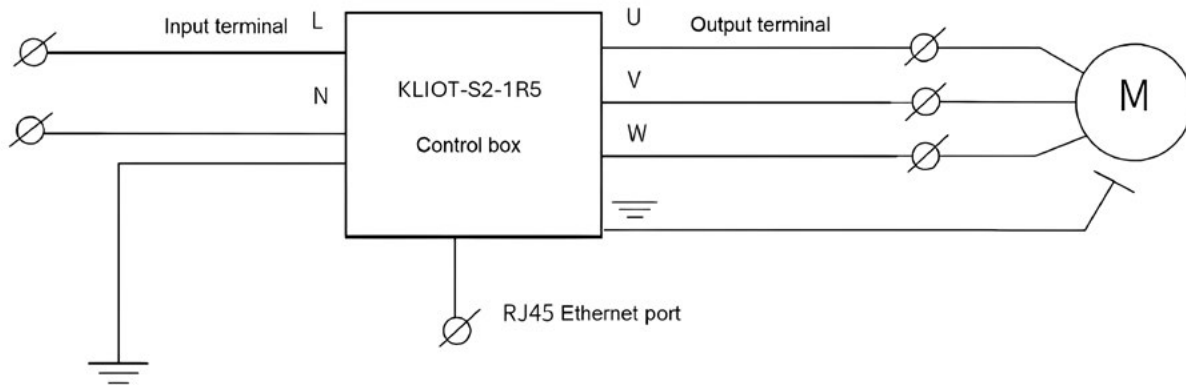 Input terminal
L
U
Output terminal
N
KLIOT-S2-1R5
V
M
Control box
W
RJ45 Ethernet port